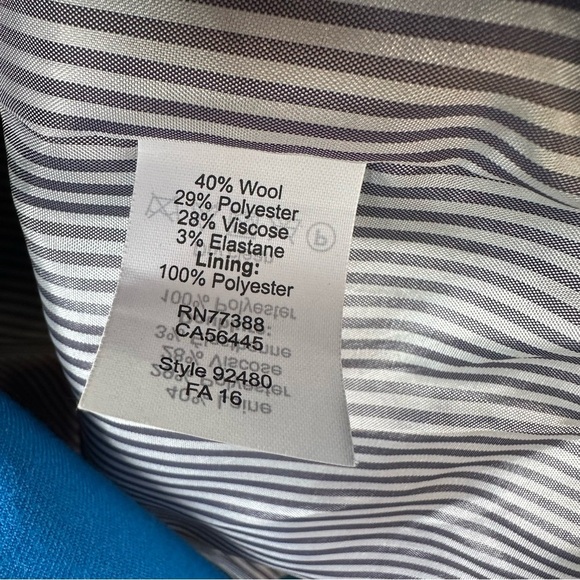 40% Wool
29% Polyester
28% Viscose
3% Elastane
Lining:
100% Polyester
RN77388
CA56445
Style 92480
FA 16